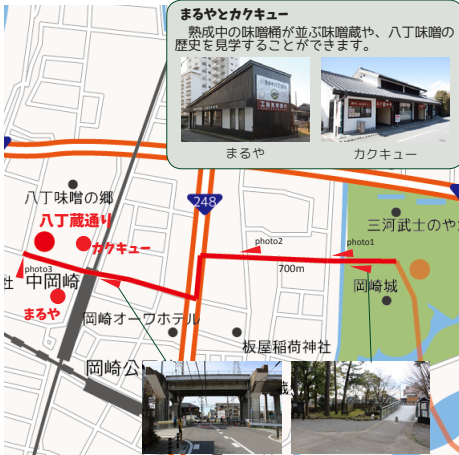 まるやとカクキュー
熟成中の味噌桶が並ぶ味噌蔵や、八丁味噌の
歴史を見学することができます。
まるや
カクキュー
248
八丁味噌の郷
八丁蔵通り
カクキュー
三河武士のや
photo2
photo1
photo3
700m
社
中岡崎
岡崎城
まるや
岡崎オーワホテル
板屋稲荷神社
岡崎公
蔵